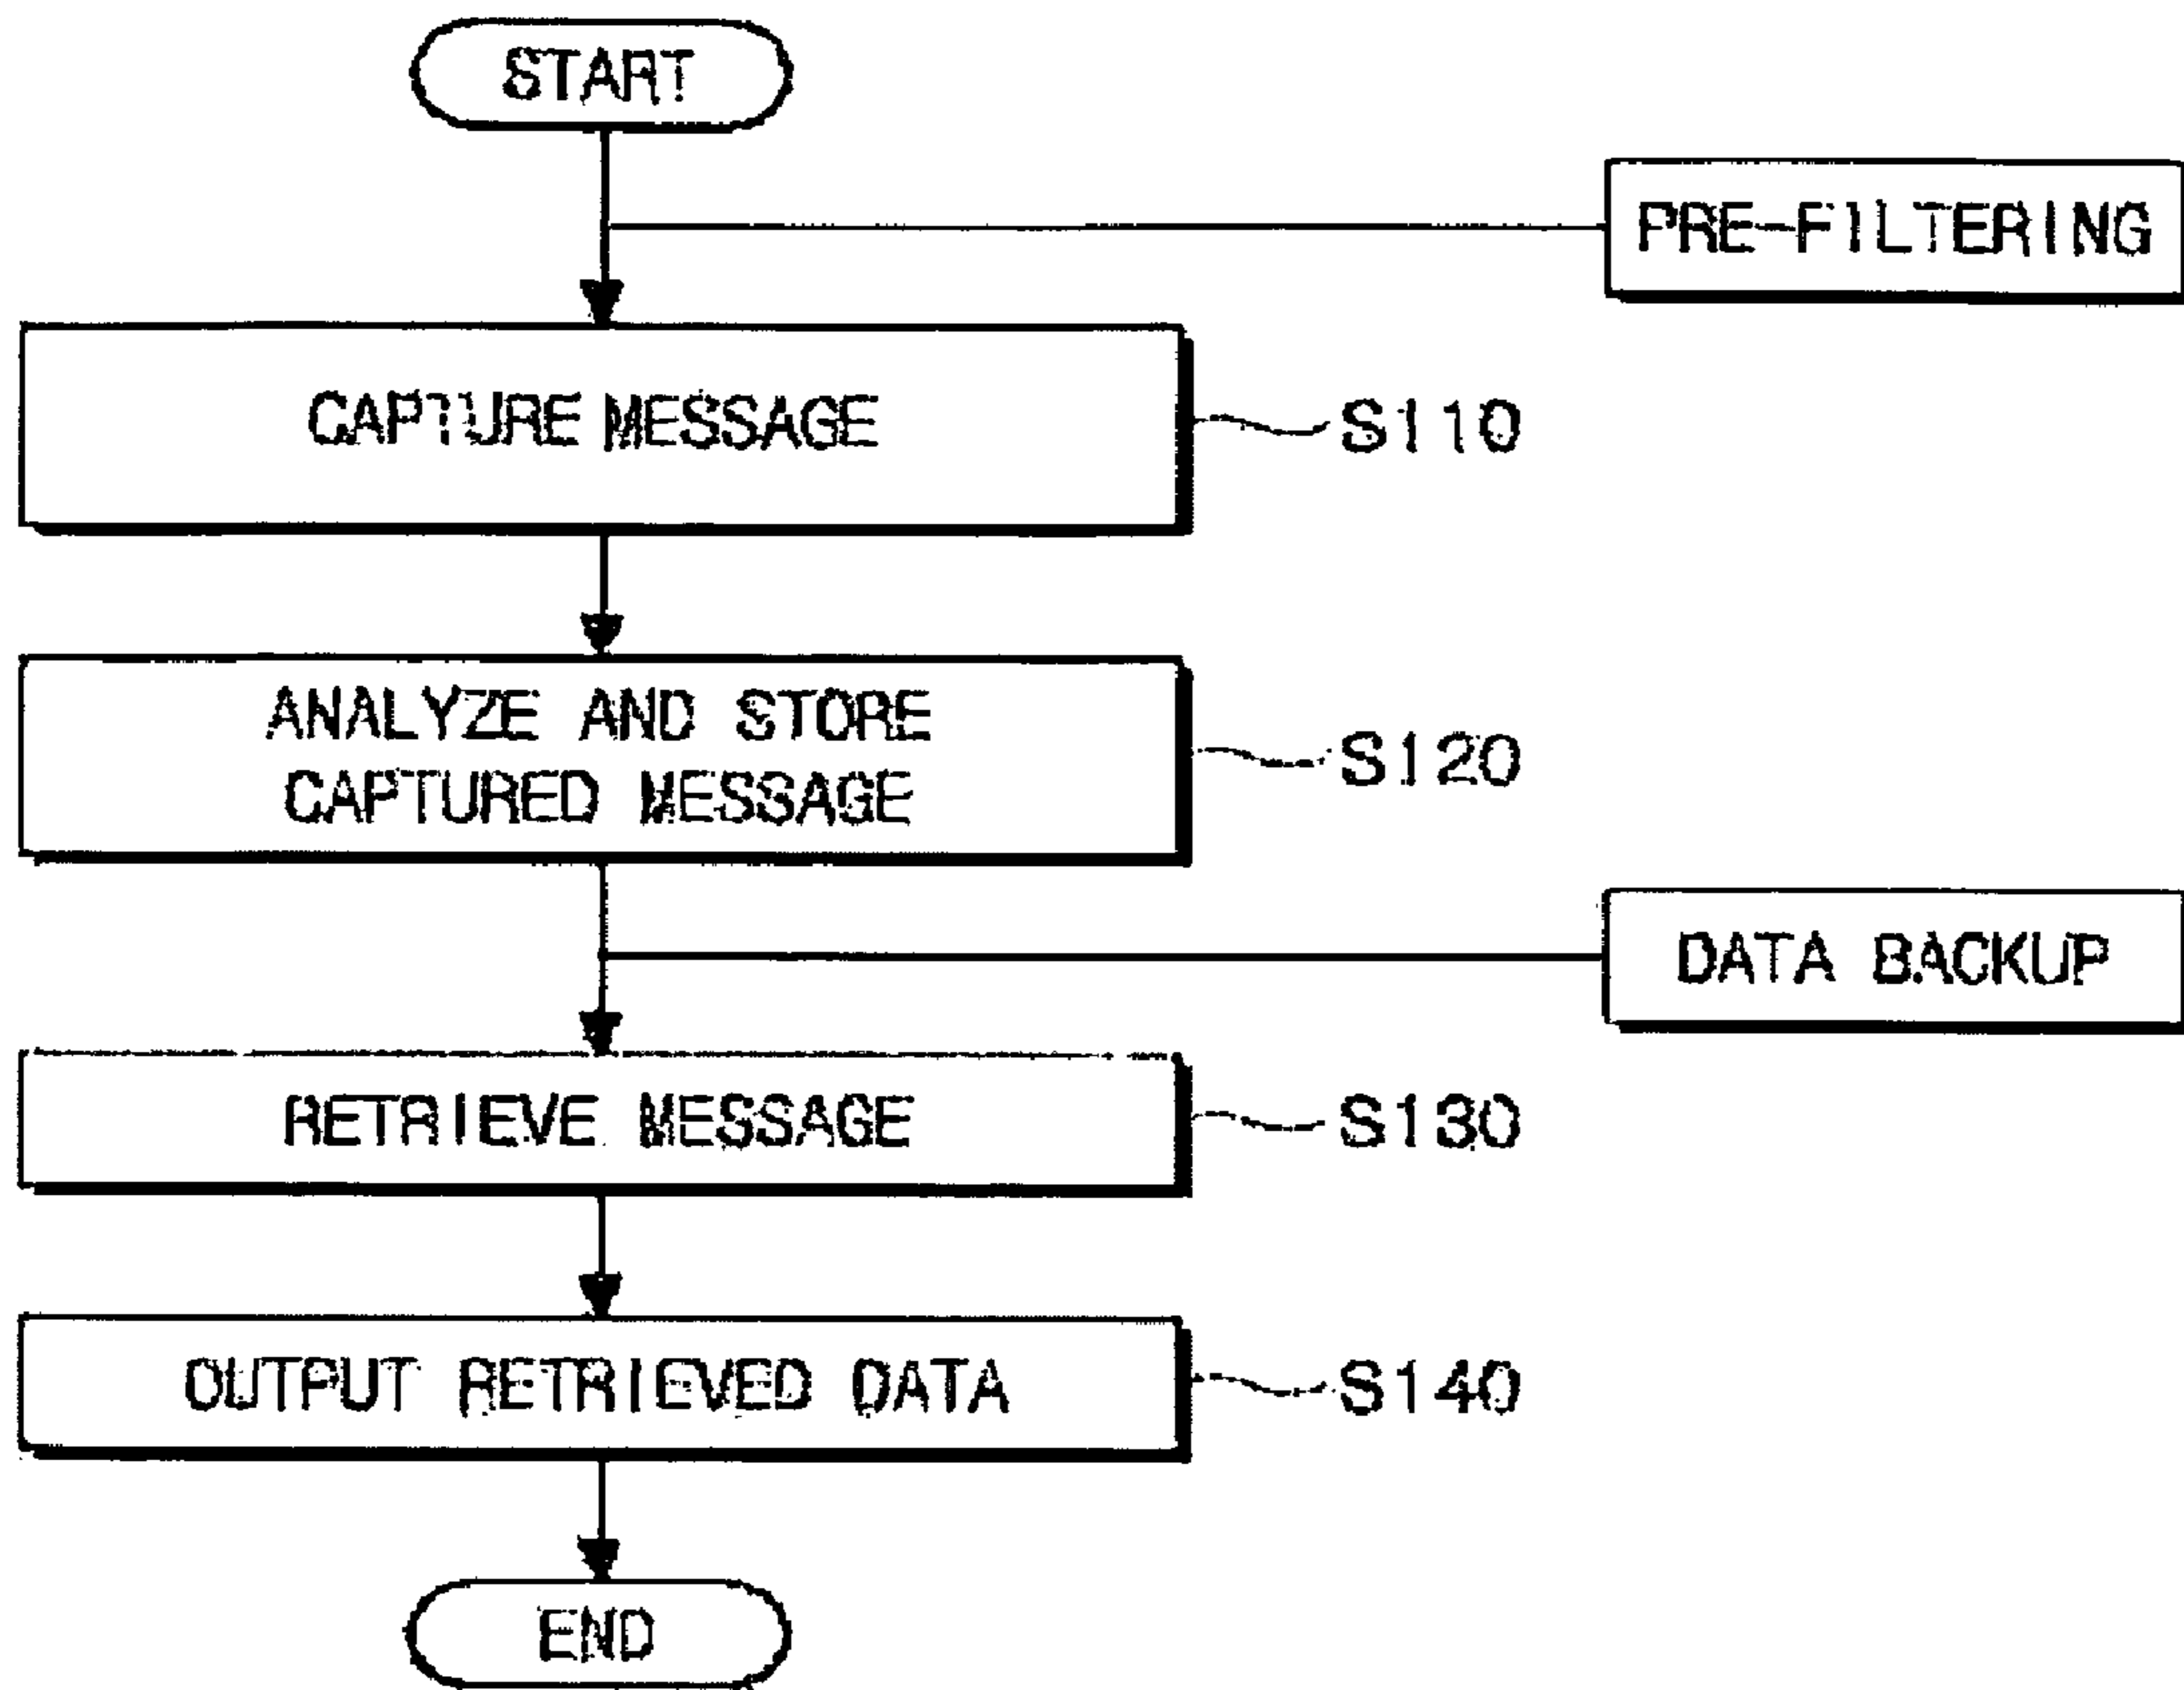 START
PRE-FILTERING
CAPTURE MESSAGE
S110
ANALYZE AND STORE
CAPTURED MESSAGE
S120
DATA BACKUP
RETRIEVE MESSAGE
S130
OUTPUT RETRIEVED DATA
S140
END